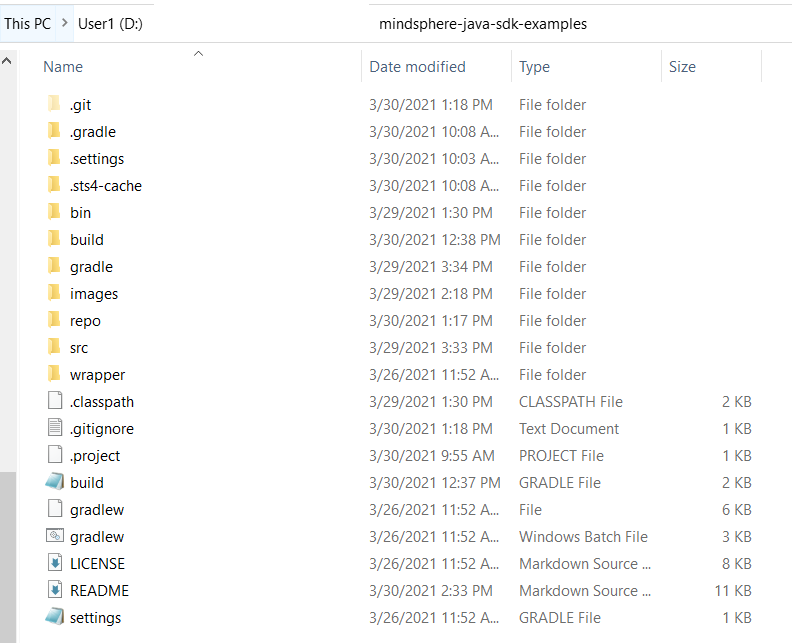 This PC > User1 (D:) mindsphere-java-sdk-examples
Name Date modified Type Size
.git 3/30/2021 1:18 PM File folder
.gradle 3/30/2021 10:08 A... File folder
.settings 3/30/2021 10:03 A... File folder
.sts4-cache 3/30/2021 10:08 A... File folder
bin 3/29/2021 1:30 PM File folder
build 3/30/2021 12:38 PM File folder
gradle 3/29/2021 3:34 PM File folder
images 3/29/2021 2:18 PM File folder
repo 3/30/2021 1:17 PM File folder
src 3/29/2021 3:33 PM File folder
wrapper 3/26/2021 11:52 A... File folder
.classpath 3/29/2021 1:30 PM CLASSPATH File 2 KB
.gitignore 3/30/2021 1:18 PM Text Document 1 KB
.project 3/30/2021 9:55 AM PROJECT File 1 KB
build 3/30/2021 12:37 PM GRADLE File 2 KB
gradlew 3/26/2021 11:52 A... File 6 KB
gradlew 3/26/2021 11:52 A... Windows Batch File 3 KB
LICENSE 3/26/2021 11:52 A... Markdown Source ... 8 KB
README 3/30/2021 2:33 PM Markdown Source ... 11 KB
settings 3/26/2021 11:52 A... GRADLE File 1 KB